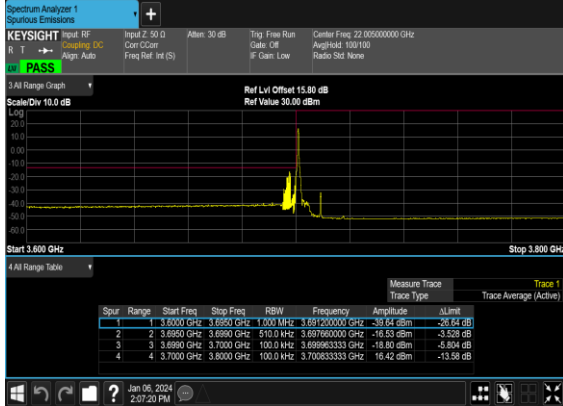 Spectrum Analyzer 1
Spurious Emissions
+
KEYSIGHT Input: RF Input Z: 50 Ω Atten: 30 dB Trig: Free Run Center Freq: 22.005000000 GHz
R T Coupling: DC Corr CCorr Gate: Off Avg|Hold: 100/100
Align: Auto Freq Ref: Int (S) IF Gain: Low Radio Std: None
PASS
3 All Range Graph
Ref Lvl Offset 15.80 dB
Scale/Div 10.0 dB Ref Value 30.00 dBm
Log
20.0
10.0
0.00
-10.0
-20.0
-30.0
-40.0
-50.0
-60.0
Start 3.600 GHz Stop 3.800 GHz
4 All Range Table
Measure Trace Trace 1
Trace Type Trace Average (Active)
Spur Range Start Freq Stop Freq RBW Frequency Amplitude ΔLimit
1 1 3.6000 GHz 3.6950 GHz 1.000 MHz 3.691200000 GHz -39.64 dBm -26.64 dB
2 2 3.6950 GHz 3.6990 GHz 510.0 kHz 3.697660000 GHz -16.53 dBm -3.528 dB
3 3 3.6990 GHz 3.7000 GHz 100.0 kHz 3.699963333 GHz -18.80 dBm -5.804 dB
4 4 3.7000 GHz 3.8000 GHz 100.0 kHz 3.700833333 GHz 16.42 dBm -13.58 dB
? Jan 06, 2024
2:07:20 PM